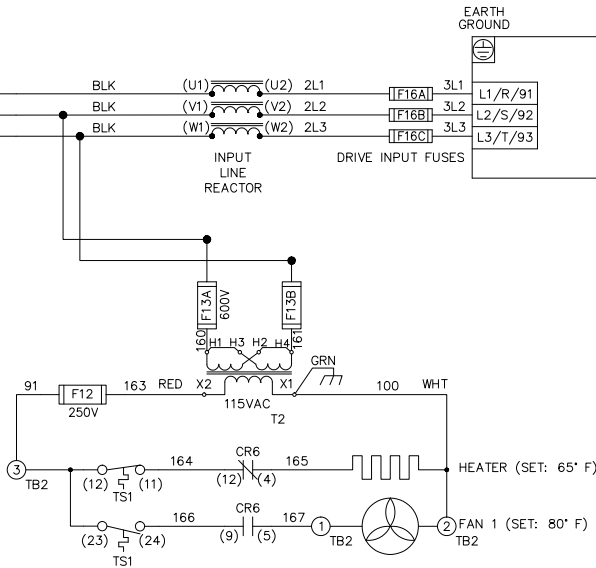 EARTH
GROUND
BLK (U1) (U2) 2L1 F16A 3L1 L1/R/91
BLK (V1) (V2) 2L2 F16B 3L2 L2/S/92
BLK (W1) (W2) 2L3 F16C 3L3 L3/T/93
INPUT
LINE
REACTOR
DRIVE INPUT FUSES
F13A
600V
F13B
160
161
H1 H3 H2 H4
GRN
91 F12 163 RED X2 X1 100 WHT
250V
115VAC
T2
3
TB2
(12) (11)
TS1
164
CR6
(12) (4)
165
HEATER (SET: 65° F)
(23) (24)
TS1
166
CR6
(9) (5)
167
1
TB2
2
TB2
FAN 1 (SET: 80° F)